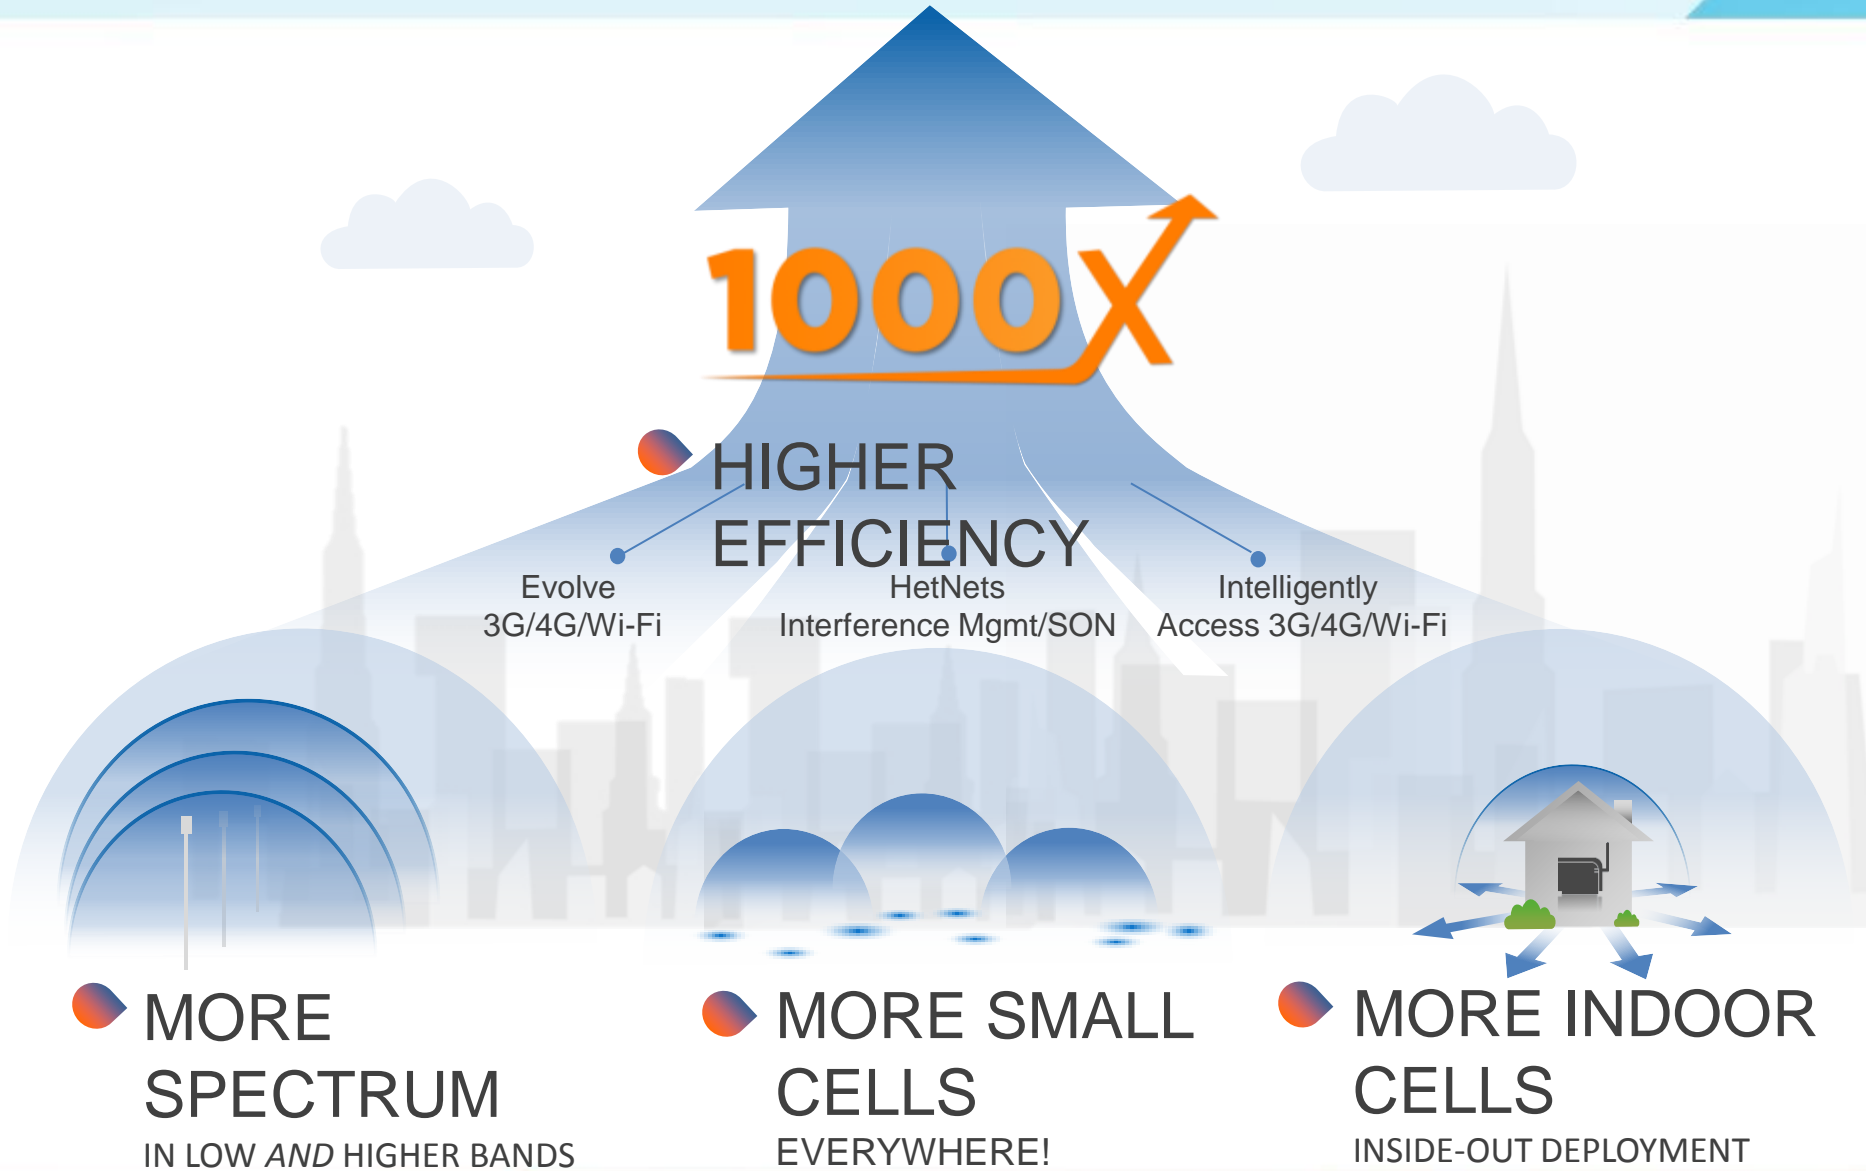 1000X
HIGHER
EFFICIENCY
Evolve
3G/4G/Wi-Fi
HetNets
Interference Mgmt/SON
Intelligently
Access 3G/4G/Wi-Fi
MORE
SPECTRUM
IN LOW AND HIGHER BANDS
MORE SMALL
CELLS
EVERYWHERE!
MORE INDOOR
CELLS
INSIDE-OUT DEPLOYMENT